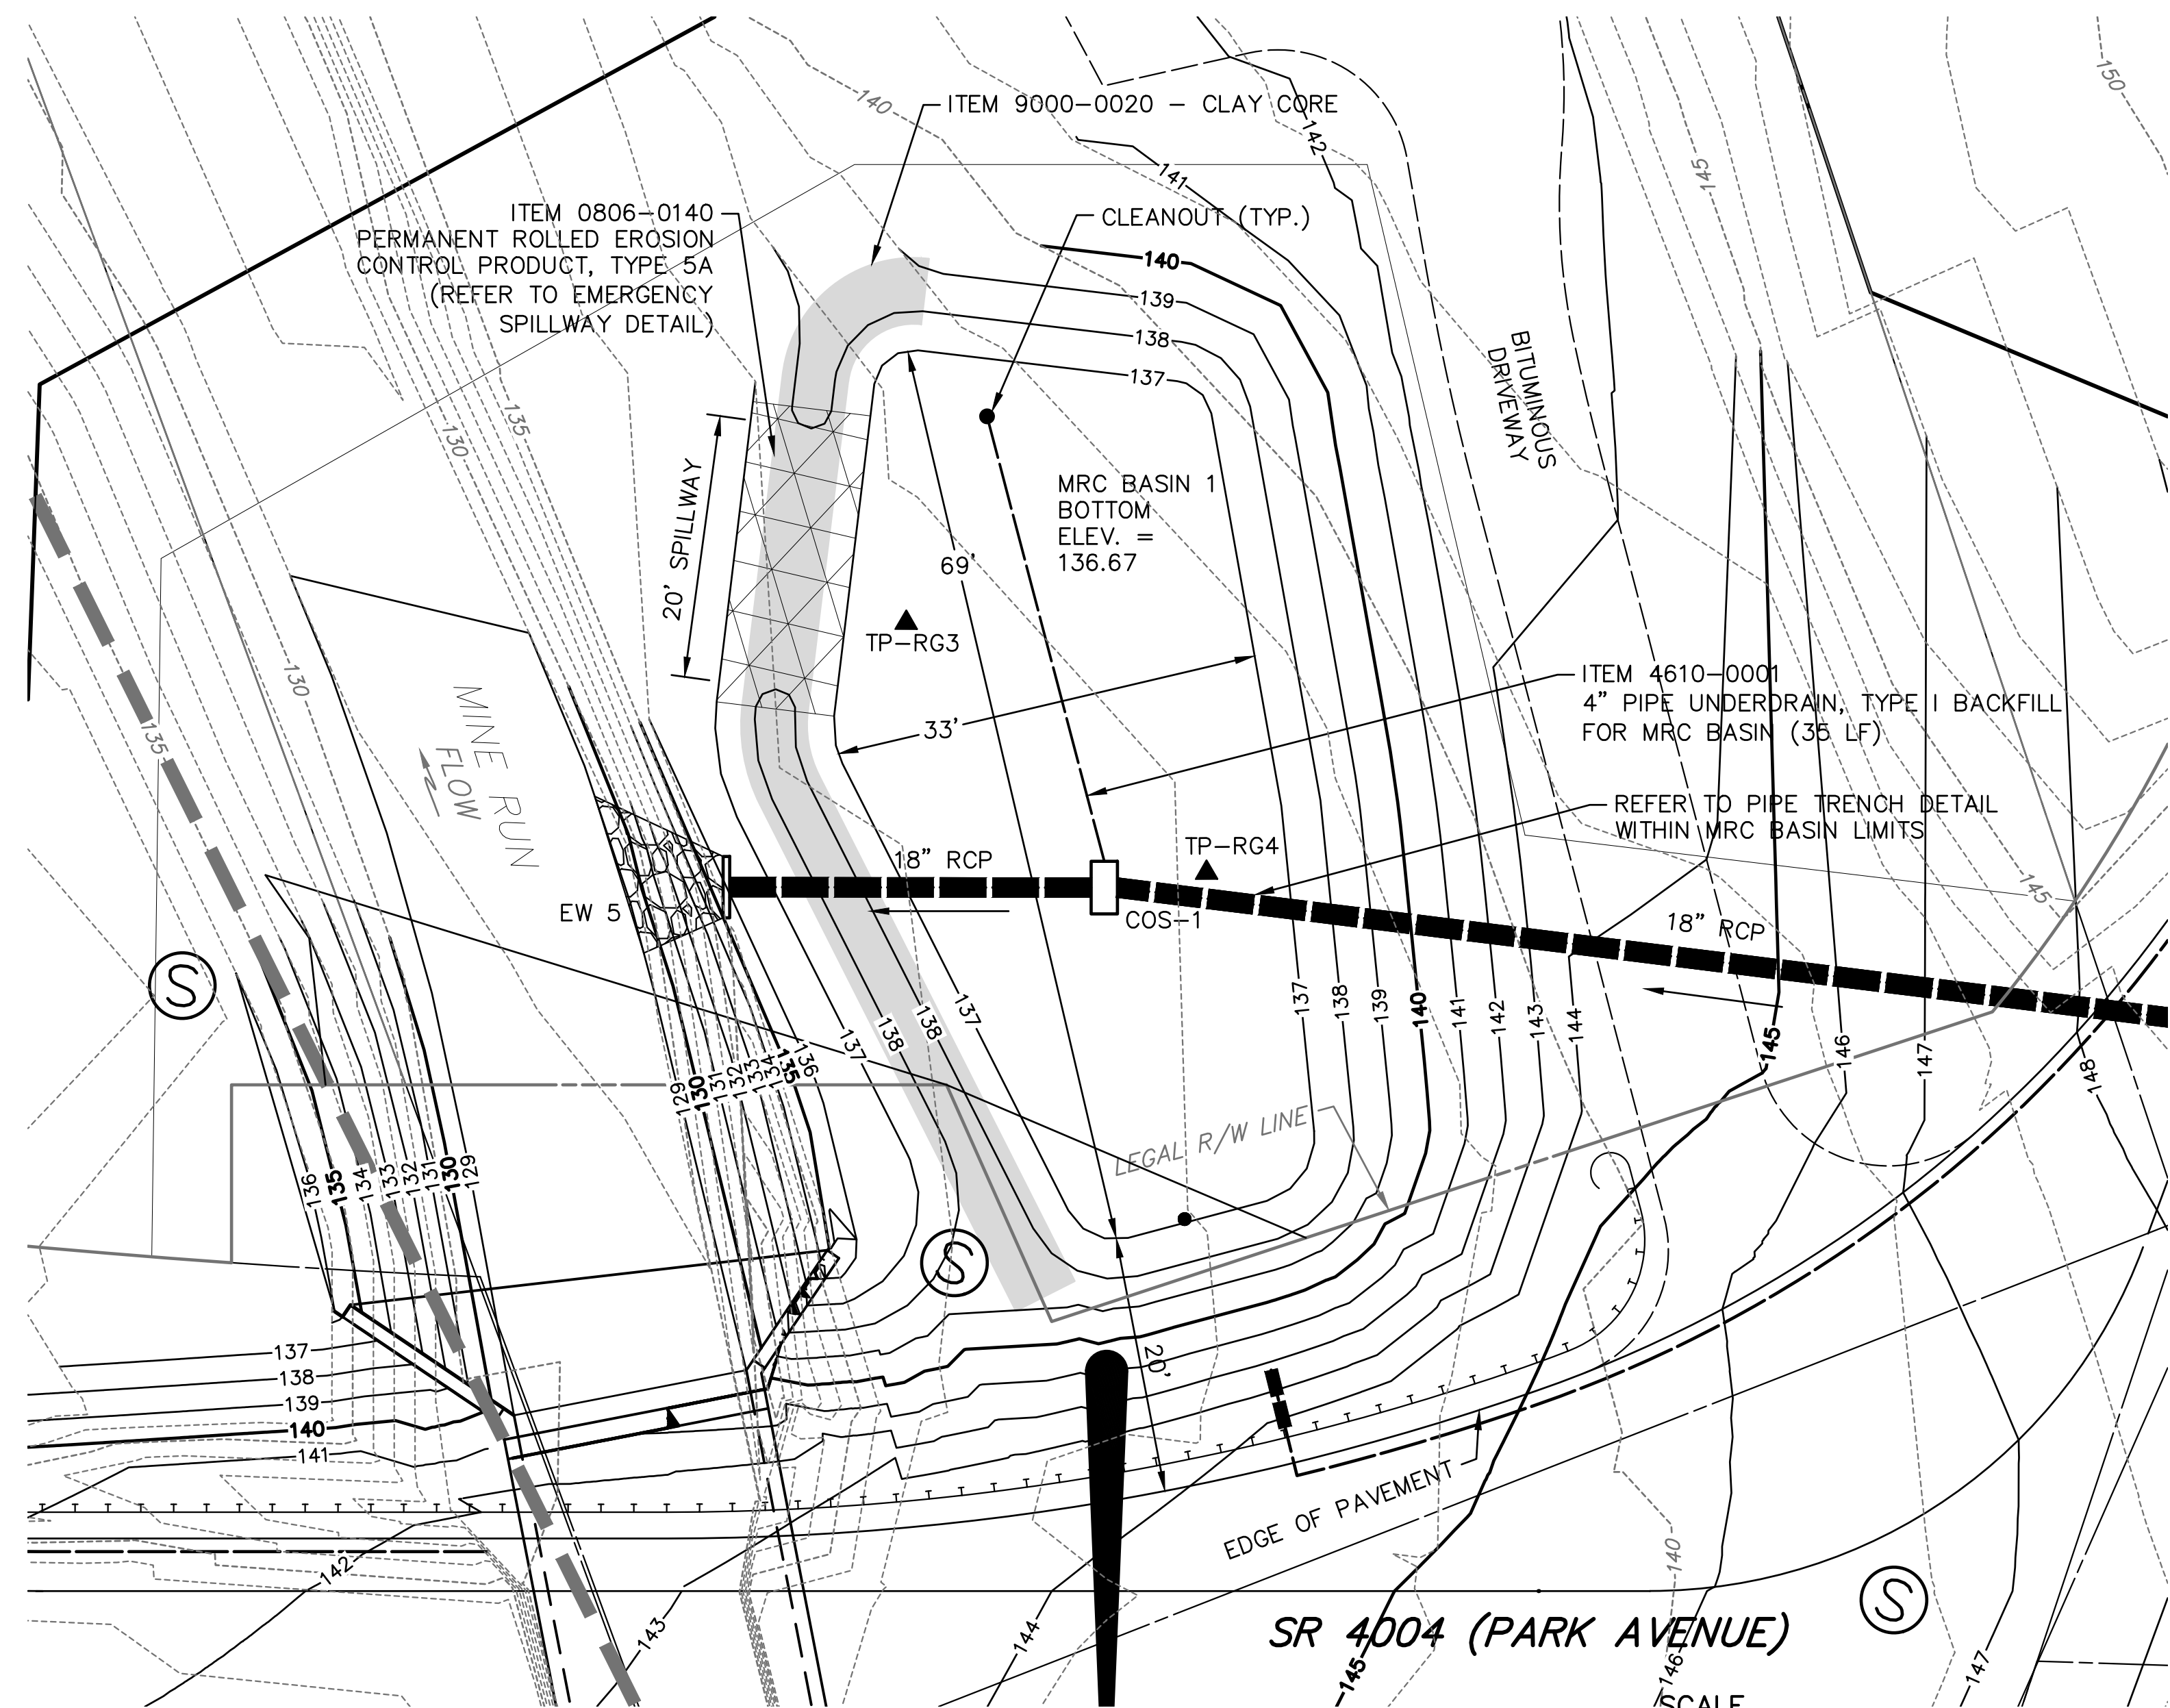 150
140
ITEM 9000-0020 - CLAY CORE
142
141
145
ITEM 0806-0140
PERMANENT ROLLED EROSION
CONTROL PRODUCT, TYPE 5A
(REFER TO EMERGENCY
SPILLWAY DETAIL)
CLEANOUT (TYP.)
140
139
138
137
BITUMINOUS
DRIVEWAY
135
130
20' SPILLWAY
MRC BASIN 1
BOTTOM
ELEV. =
136.67
69'
TP-RG3
33'
130
135
MINE RUN
FLOW
ITEM 4610-0001
4" PIPE UNDERDRAIN, TYPE I BACKFILL
FOR MRC BASIN (35 LF)
REFER TO PIPE TRENCH DETAIL
WITHIN MRC BASIN LIMITS
TP-RG4
18" RCP
EW 5
COS-1
18" RCP
145
S
137
138
138
137
137
138
139
140
141
142
143
144
145
146
147
148
129
130
131
132
133
134
135
136
136
135
134
133
132
131
130
129
LEGAL R/W LINE
S
137
138
139
140
141
20'
EDGE OF PAVEMENT
142
143
144
145
146
147
140
S
SR 4004 (PARK AVENUE)
SCALE